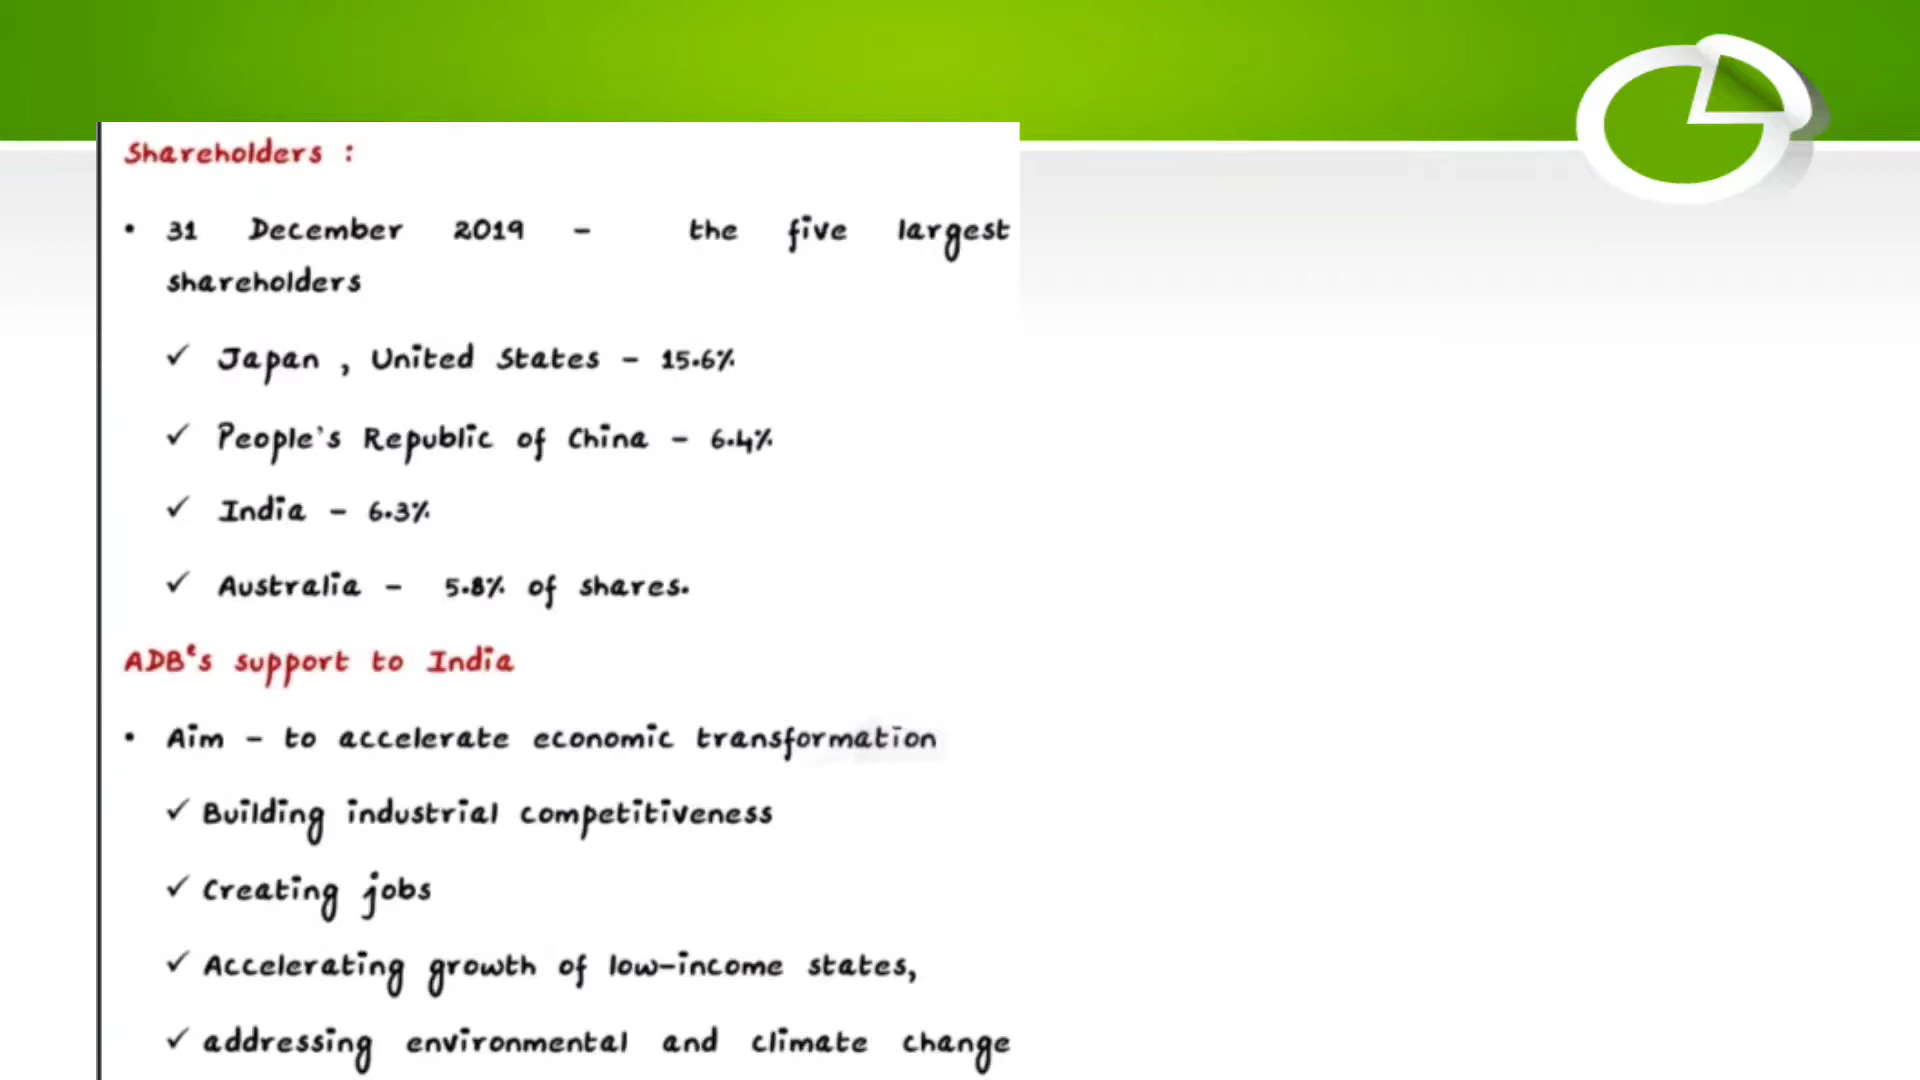 Shareholders :
• 31 December 2019 - the five largest
shareholders
✓ Japan , United States - 15.6%
✓ People's Republic of China - 6.4%
✓ India - 6.3%
✓ Australia - 5.8% of shares.
ADB‘s support to India
• Aim - to accelerate economic transformation
✓ Building industrial competitiveness
✓ Creating jobs
✓ Accelerating growth of low-income states,
✓ addressing environmental and climate change